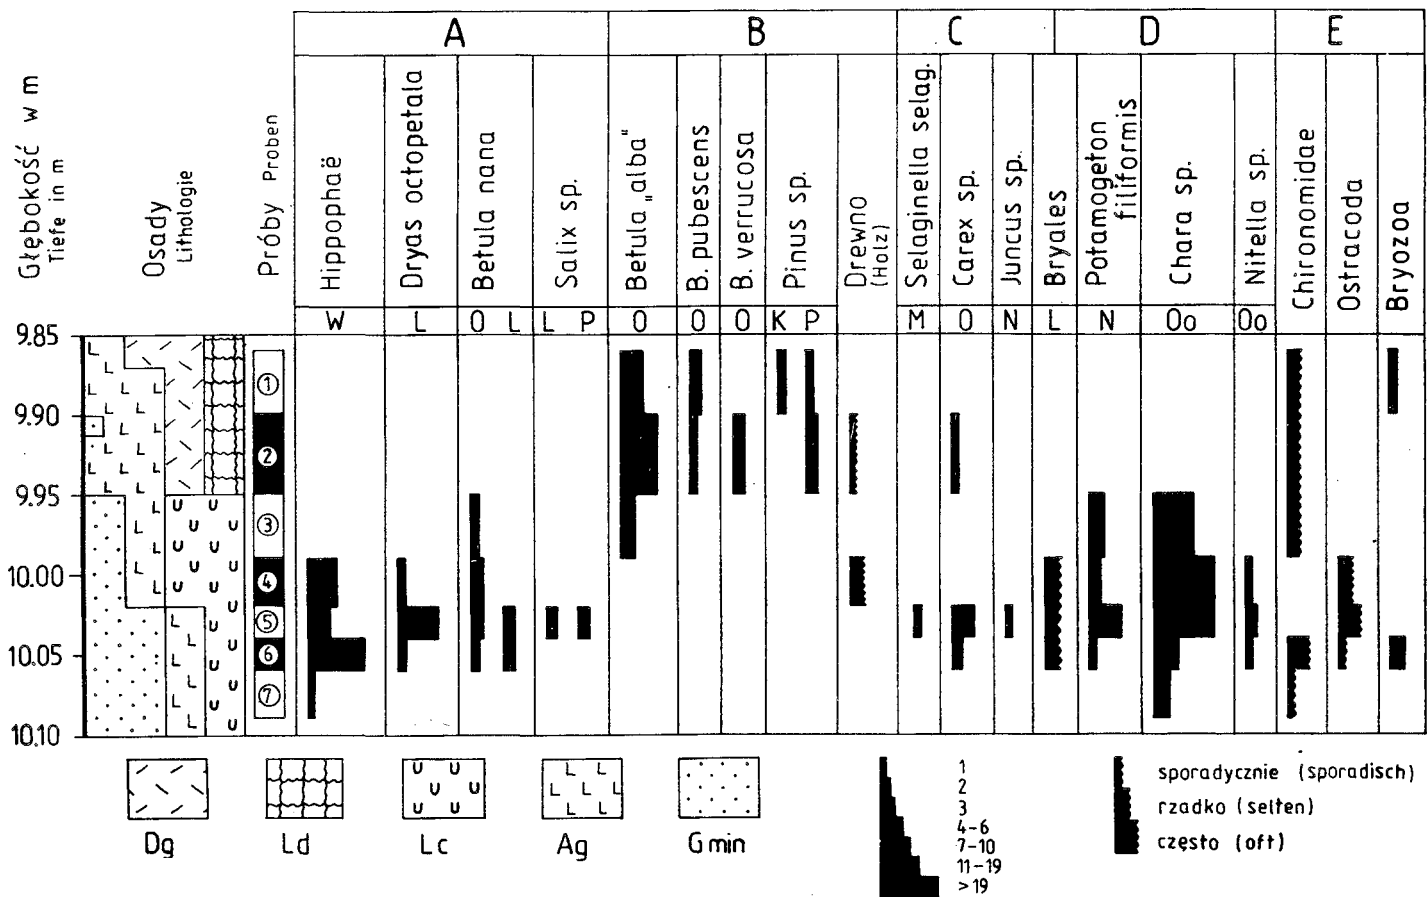 A B C D E
Głębokość w m
Tiefe in m
Osady
Lithologie
Próby Proben
Hippophaë
Dryas octopetala
Betula nana
Salix sp.
Betula „alba"
B. pubescens
B. verrucosa
Pinus sp.
Drewno
(Holz)
Selaginella selag.
Carex sp.
Juncus sp.
Bryales
Potamogeton
filiformis
Chara sp.
Nitella sp.
Chironomidae
Ostracoda
Bryozoa
W L O L L P O O O K P M O N L N Oo Oo
9.85
1
9.90
2
9.95
3
10.00
4
5
10.05
6
7
10.10
Dg
Ld
Lc
Ag
Gmin
1
2
3
4-6
7-10
11-19
>19
sporadycznie (sporadisch)
rzadko (selten)
często (oft)